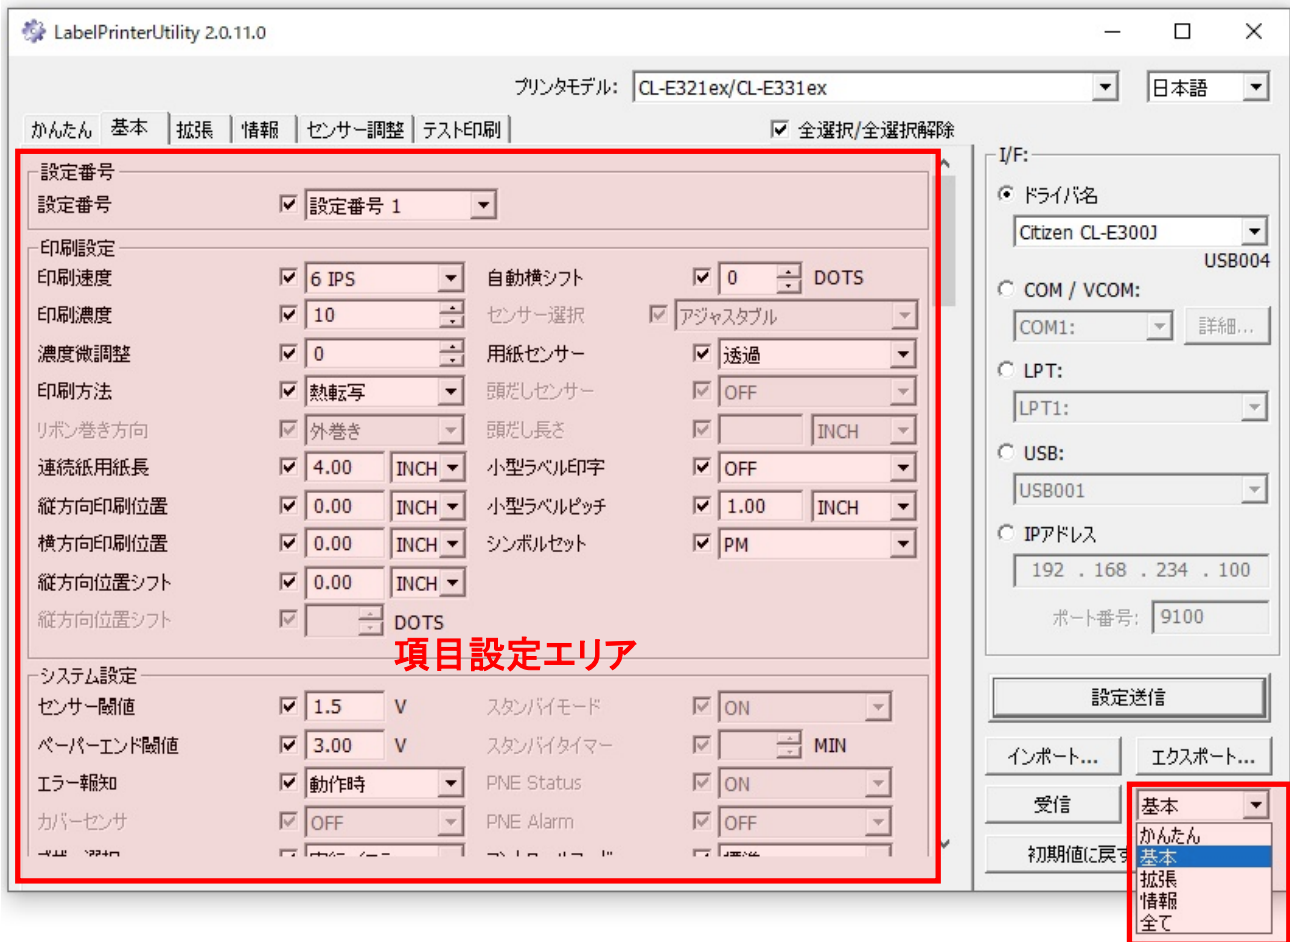 LabelPrinterUtility 2.0.11.0
プリンタモデル: CL-E321ex/CL-E331ex 日本語
かんたん 基本 拡張 情報 センサー調整 テスト印刷 全選択/全選択解除
設定番号
設定番号 設定番号 1
印刷設定
印刷速度 6 IPS 自動横シフト 0 DOTS
印刷濃度 10 センサー選択 アジャスタブル
濃度微調整 0 用紙センサー 透過
印刷方法 熱転写 頭だしセンサー OFF
リボン巻き方向 外巻き 頭だし長さ INCH
連続紙用紙長 4.00 INCH 小型ラベル印字 OFF
縦方向印刷位置 0.00 INCH 小型ラベルピッチ 1.00 INCH
横方向印刷位置 0.00 INCH シンボルセット PM
縦方向位置シフト 0.00 INCH
縦方向位置シフト DOTS
項目設定エリア
システム設定
センサー閾値 1.5 V スタンバイモード ON
ペーパーエンド閾値 3.00 V スタンバイタイマー MIN
エラー報知 動作時 PNE Status ON
カバーセンサ OFF PNE Alarm OFF
I/F:
ドライバ名
Citizen CL-E300J
USB004
COM / VCOM:
COM1: 詳細...
LPT:
LPT1:
USB:
USB001
IPアドレス
192 . 168 . 234 . 100
ポート番号: 9100
設定送信
インポート... エクスポート...
受信 基本
初期値に戻す
かんたん
基本
拡張
情報
全て